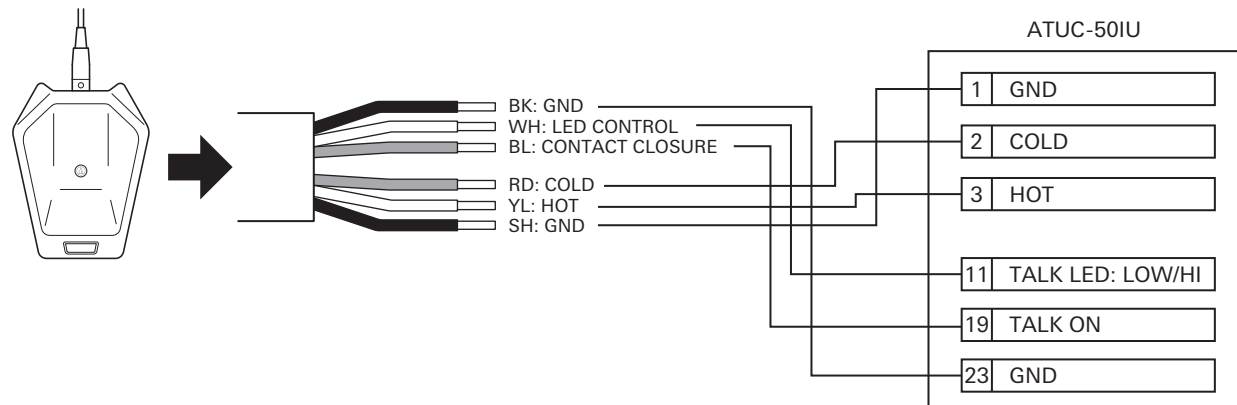 ATUC-50IU
BK: GND
WH: LED CONTROL
BL: CONTACT CLOSURE
RD: COLD
YL: HOT
SH: GND
1 GND
2 COLD
3 HOT
11 TALK LED: LOW/HI
19 TALK ON
23 GND